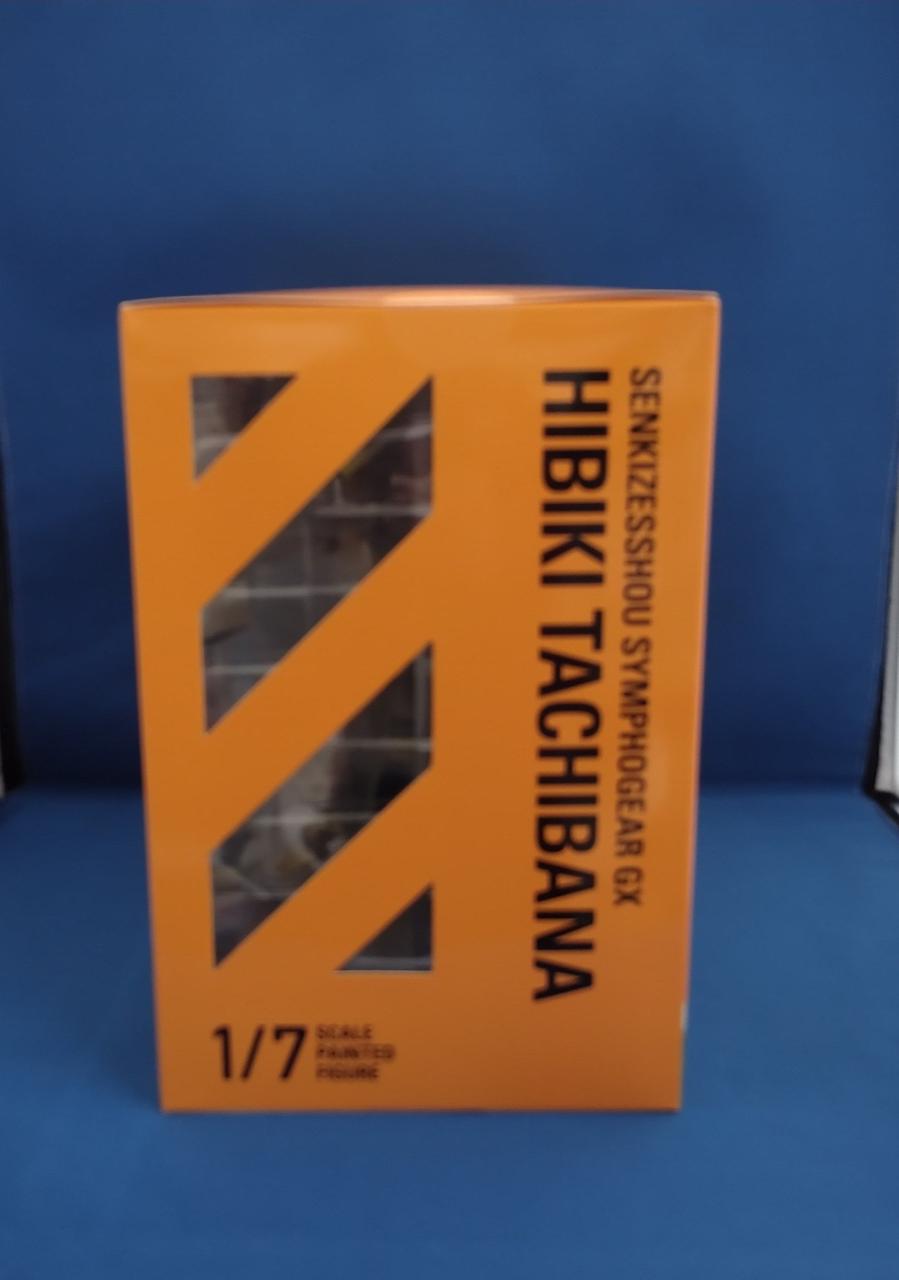 SENKIZESSHOU SYMPHOGEAR GX
HIBIKI TACHIBANA
1/7
SCALE
PAINTED
FIGURE